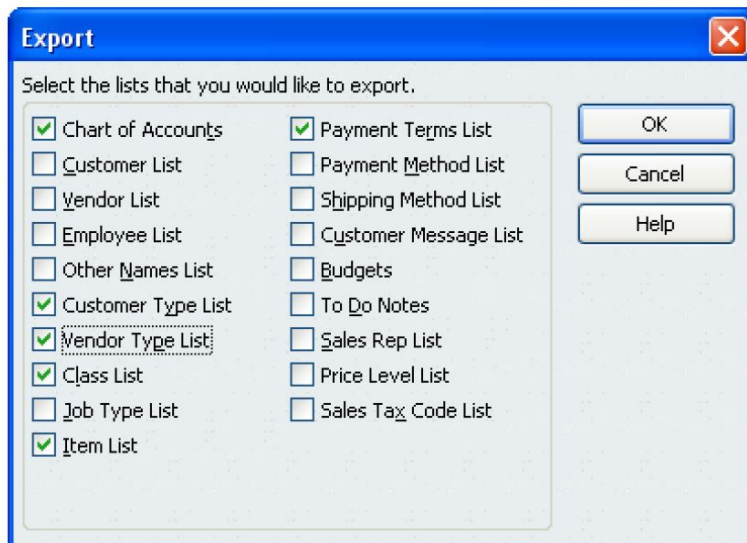 Export
Select the lists that you would like to export.
Chart of Accounts
Customer List
Vendor List
Employee List
Other Names List
Customer Type List
Vendor Type List
Class List
Job Type List
Item List
Payment Terms List
Payment Method List
Shipping Method List
Customer Message List
Budgets
To Do Notes
Sales Rep List
Price Level List
Sales Tax Code List
OK
Cancel
Help